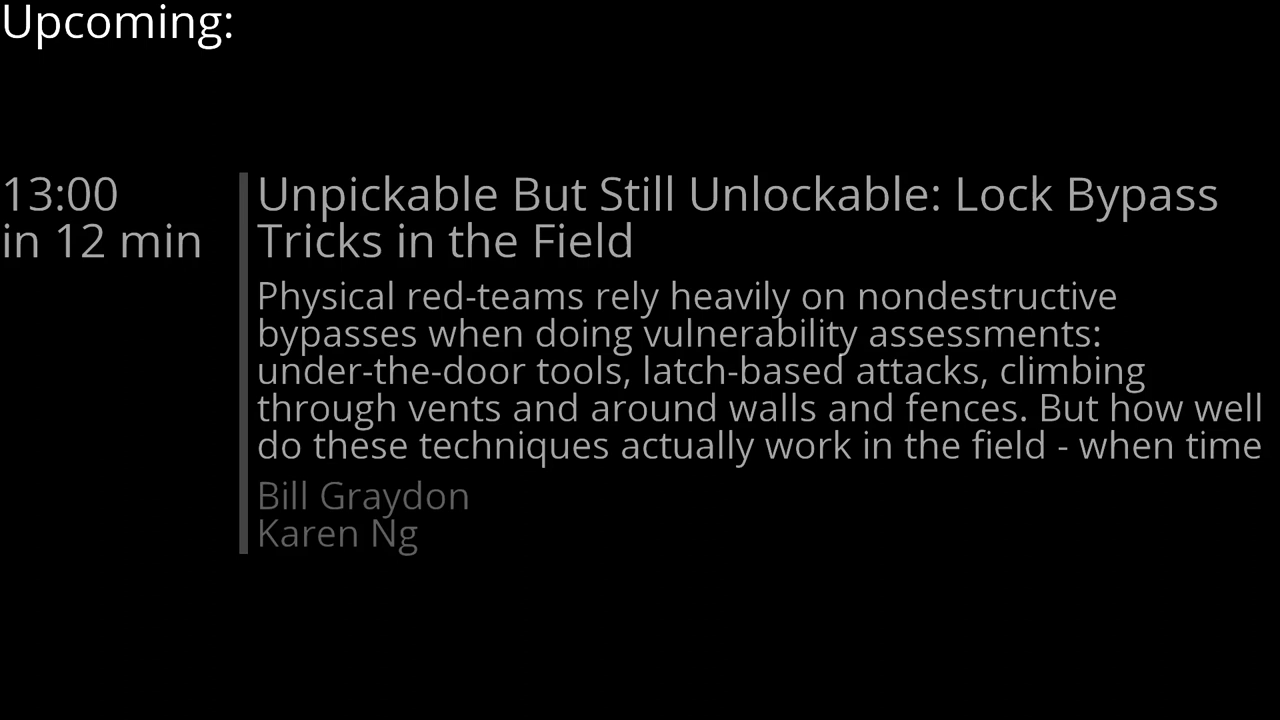 Upcoming:
13:00
in 12 min
Unpickable But Still Unlockable: Lock Bypass
Tricks in the Field
Physical red-teams rely heavily on nondestructive
bypasses when doing vulnerability assessments:
under-the-door tools, latch-based attacks, climbing
through vents and around walls and fences. But how well
do these techniques actually work in the field - when time
Bill Graydon
Karen Ng